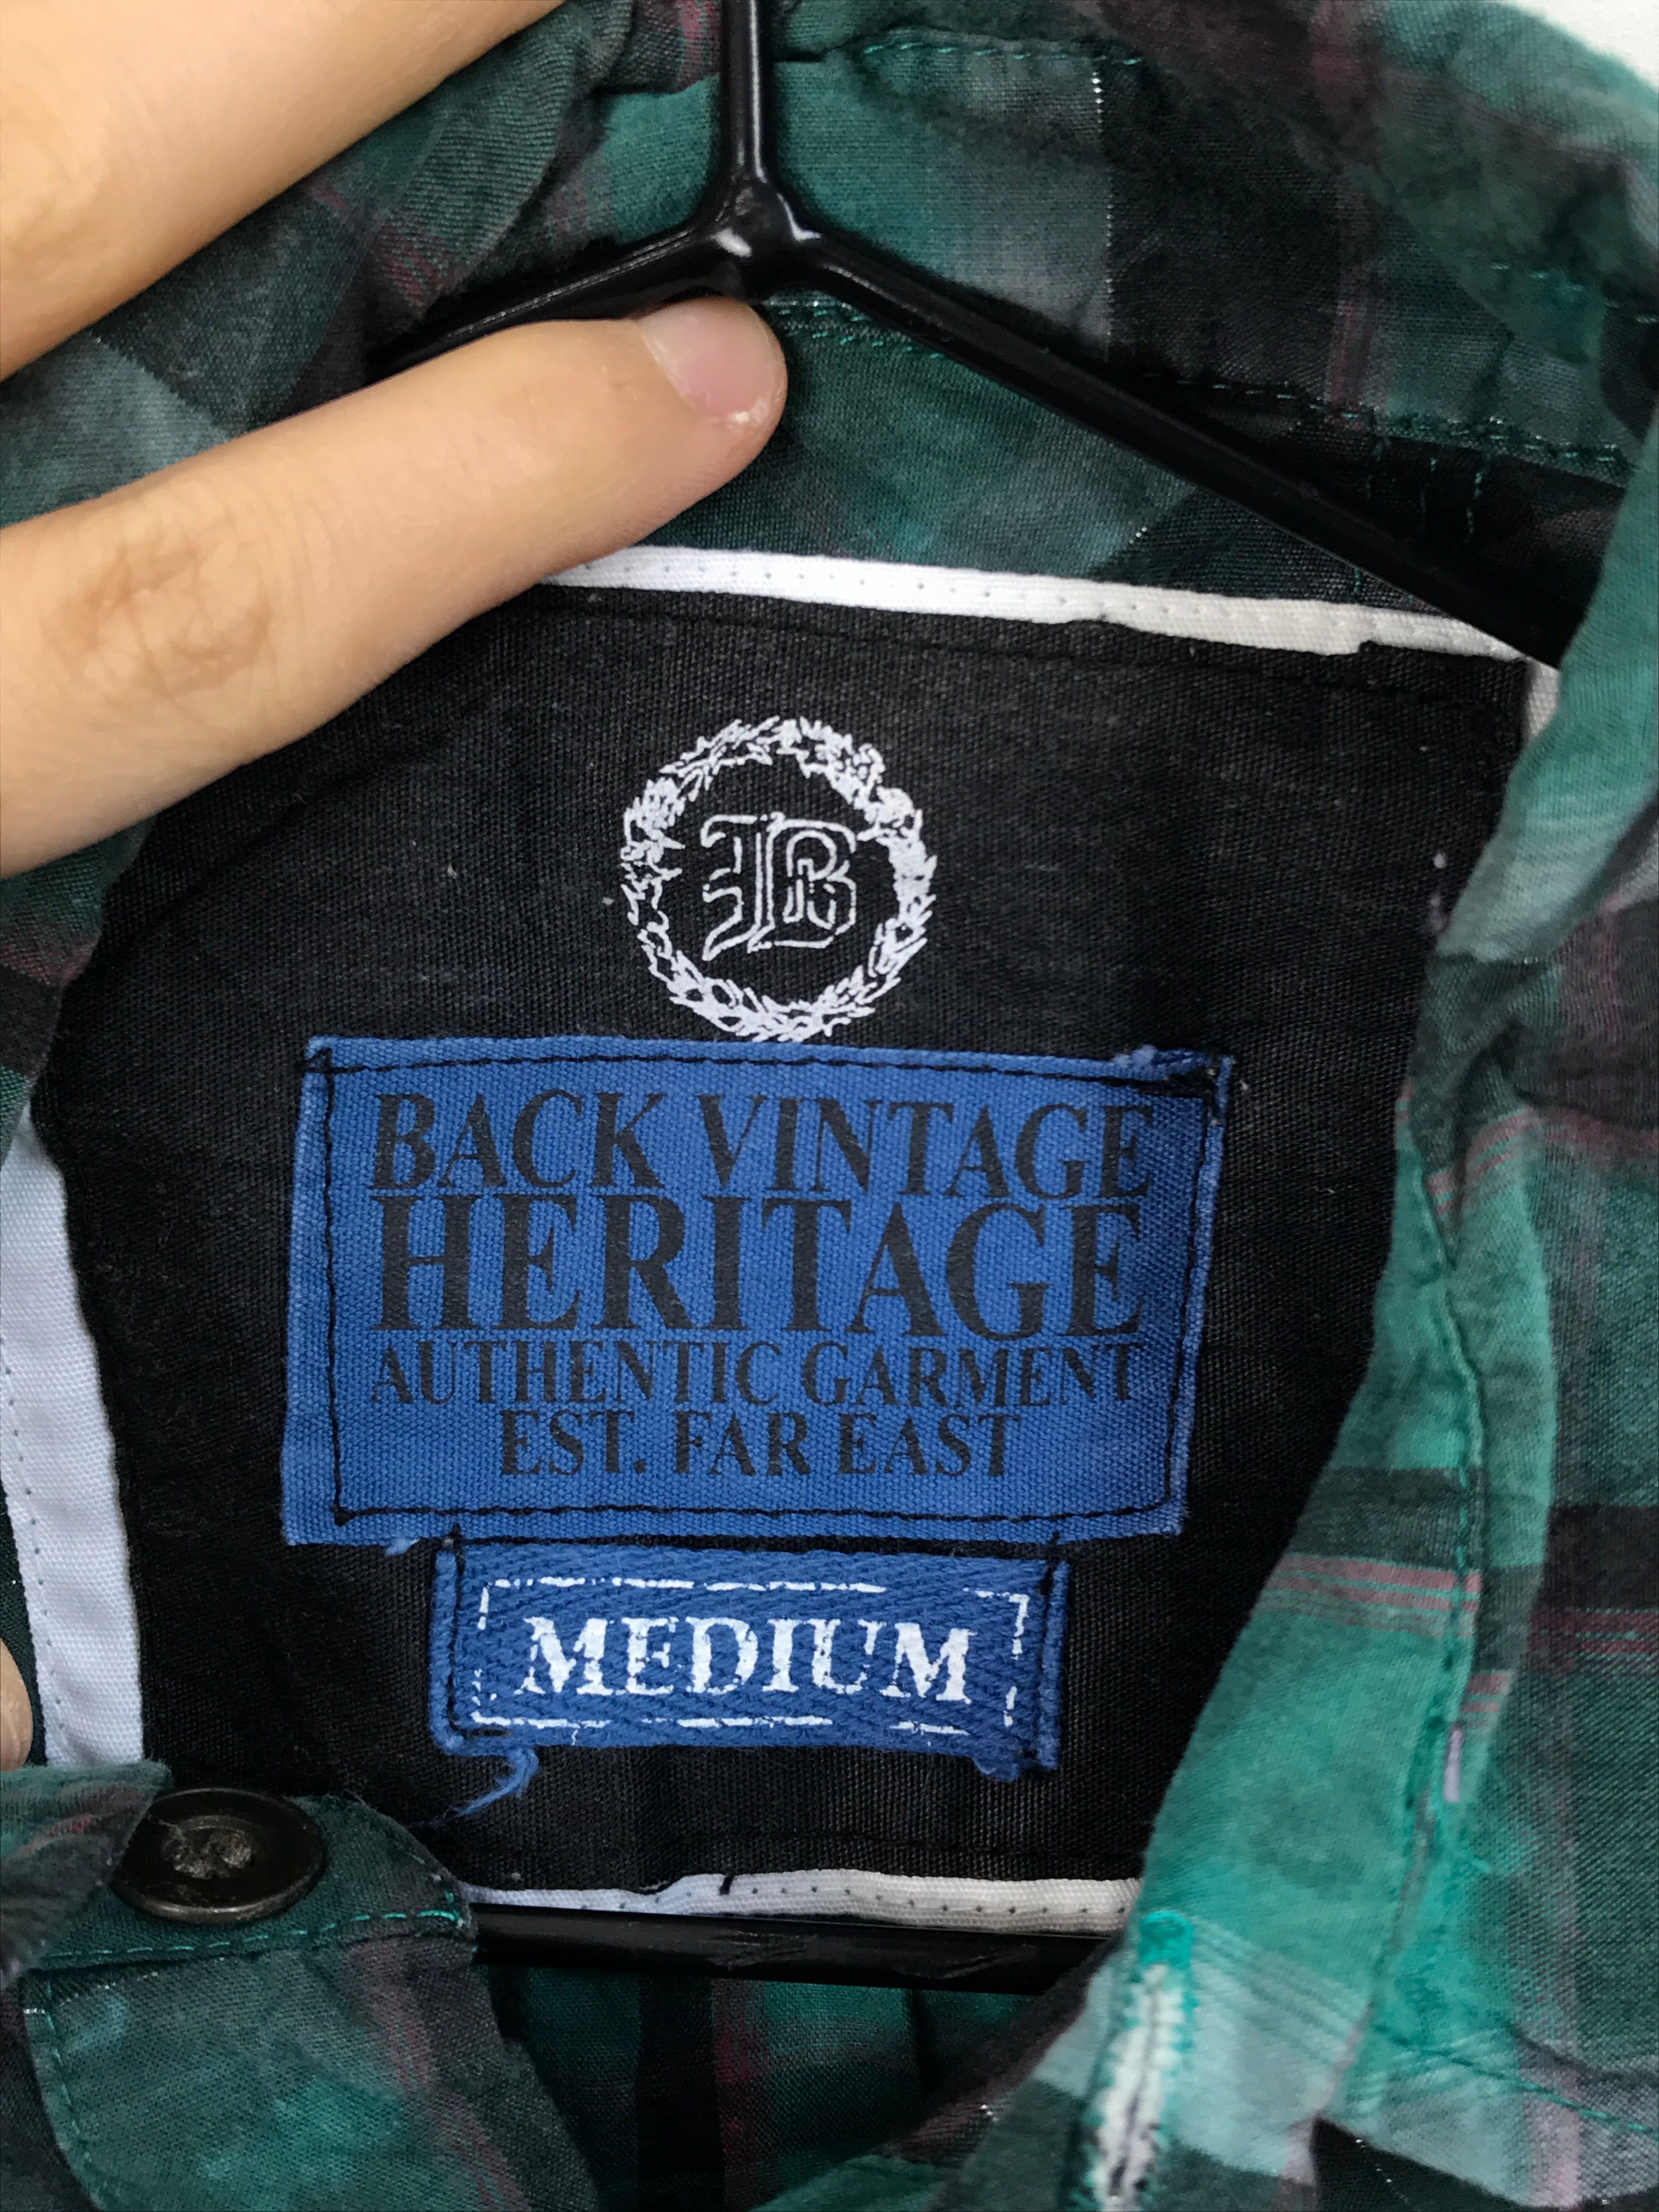 B
BACK VINTAGE
HERITAGE
AUTHENTIC GARMENT
EST. FAR EAST
MEDIUM